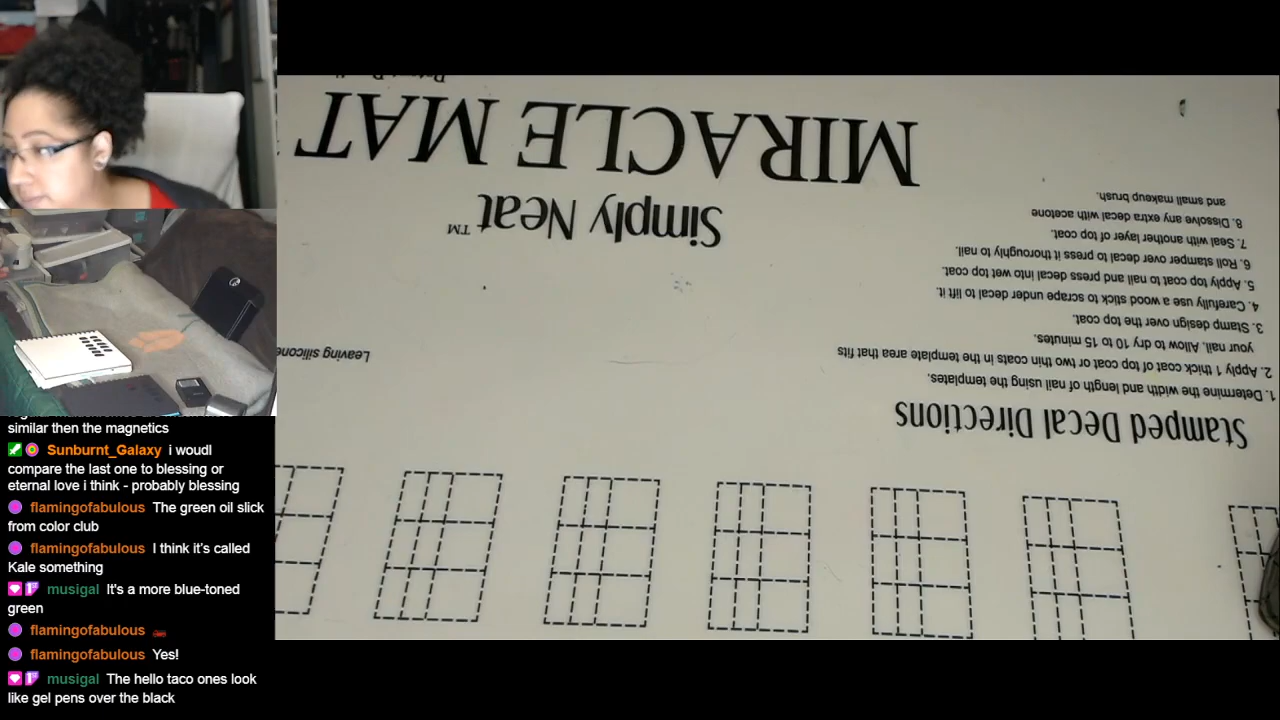 MIRACLE MAT
Simply Neat™
Leaving silicone
Stamped Decal Directions
1. Determine the width and length of nail using the templates.
2. Apply 1 thick coat of top coat or two thin coats in the template area that fits
your nail. Allow to dry 10 to 15 minutes.
3. Stamp design over the top coat.
4. Carefully use a wood stick to scrape under decal to lift it.
5. Apply top coat to nail and press decal into wet top coat.
6. Roll stamper over decal to press it thoroughly to nail.
7. Seal with another layer of top coat.
8. Dissolve any extra decal with acetone
and small makeup brush.
similar then the magnetics
Sunburnt_Galaxy i woudl
compare the last one to blessing or
eternal love i think - probably blessing
flamingofabulous The green oil slick
from color club
flamingofabulous I think it's called
Kale something
musigal It's a more blue-toned
green
flamingofabulous
flamingofabulous Yes!
musigal The hello taco ones look
like gel pens over the black